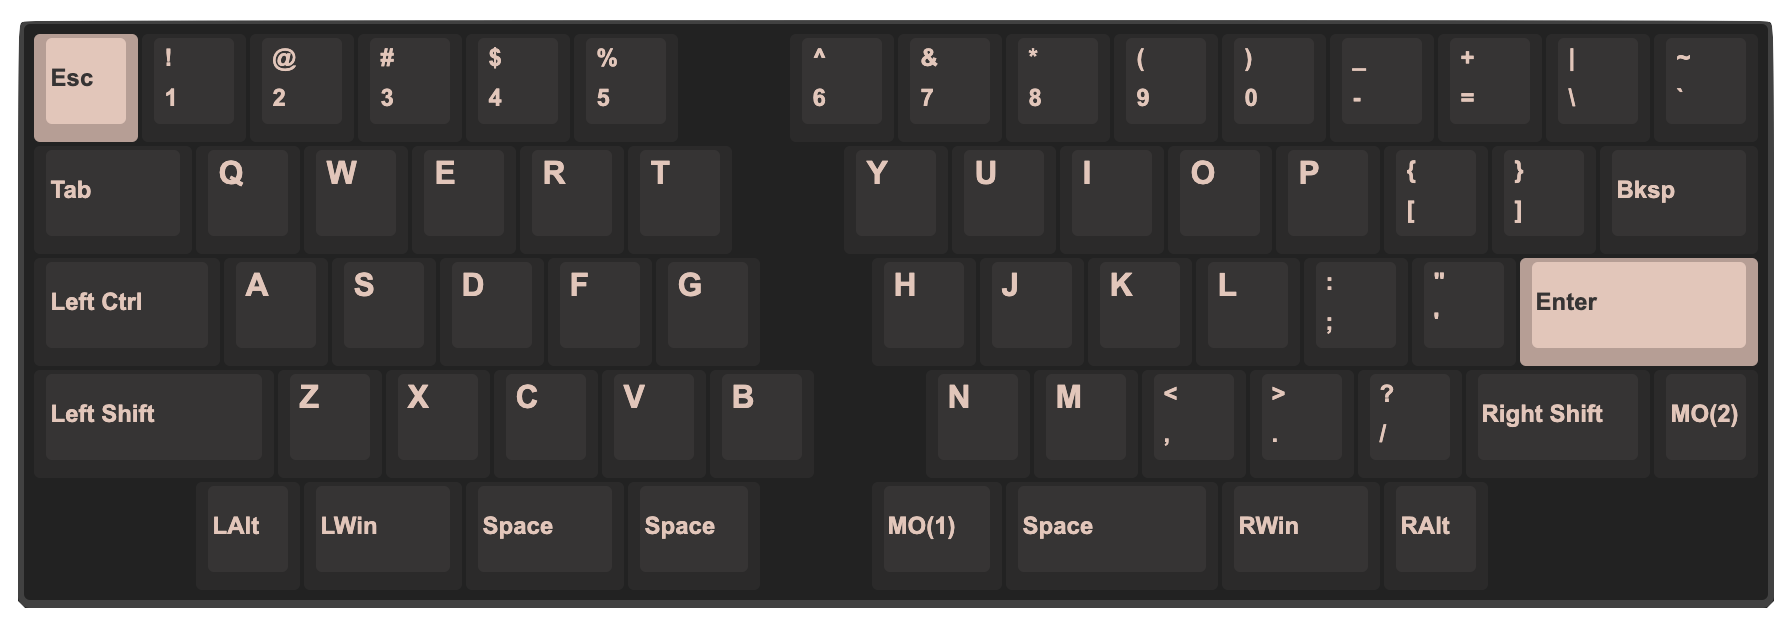 Esc ! @ # $ % ^ & * ( ) _ + | ~
1 2 3 4 5 6 7 8 9 0 - = \ `
Tab Q W E R T Y U I O P { } Bksp
[ ]
Left Ctrl A S D F G H J K L : " Enter
; '
Left Shift Z X C V B N M < > ? Right Shift MO(2)
, . /
LAlt LWin Space Space MO(1) Space RWin RAlt